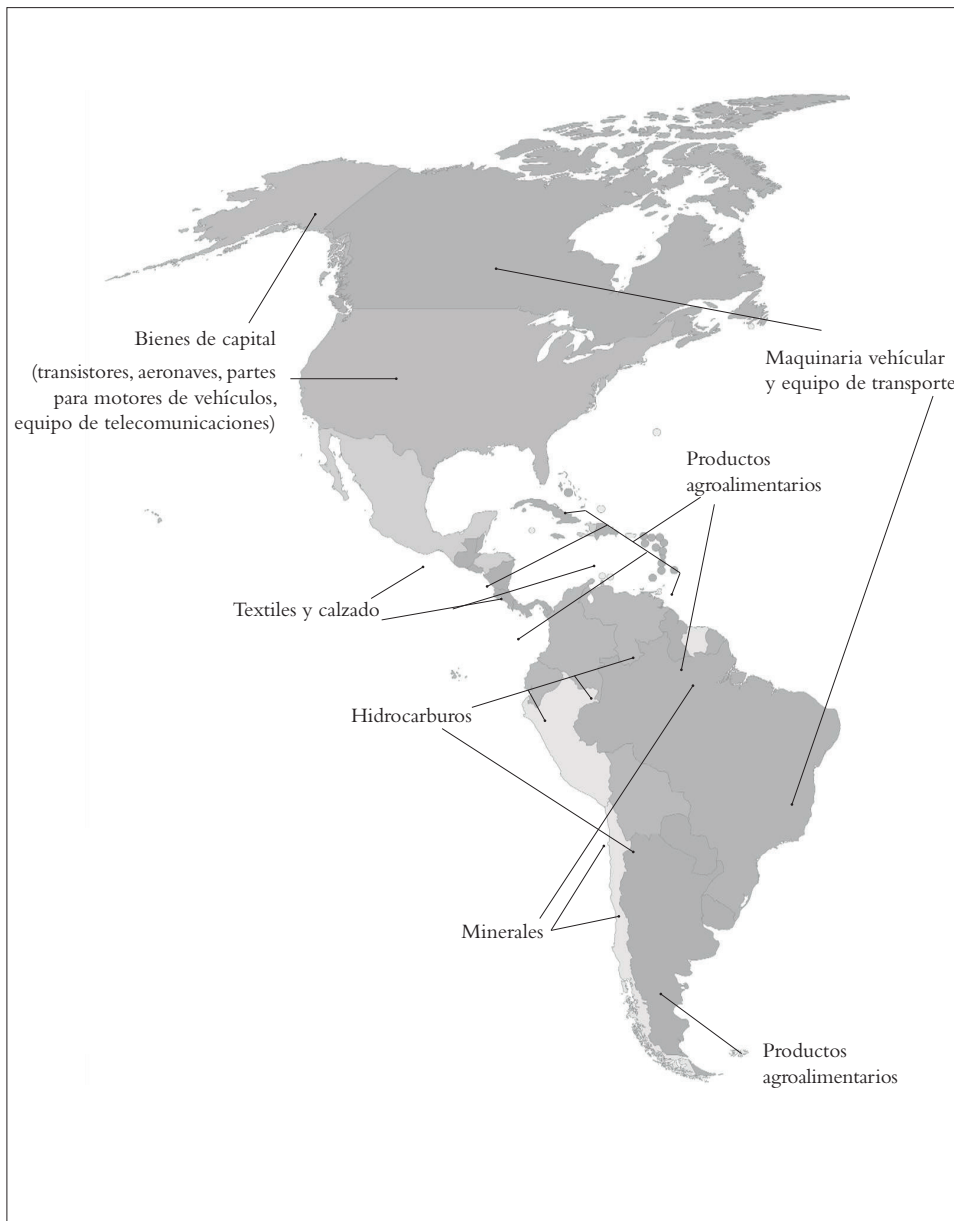 Bienes de capital
(transistores, aeronaves, partes
para motores de vehículos,
equipo de telecomunicaciones)
Maquinaria vehícular
y equipo de transporte
Productos
agroalimentarios
Textiles y calzado
Hidrocarburos
Minerales
Productos
agroalimentarios